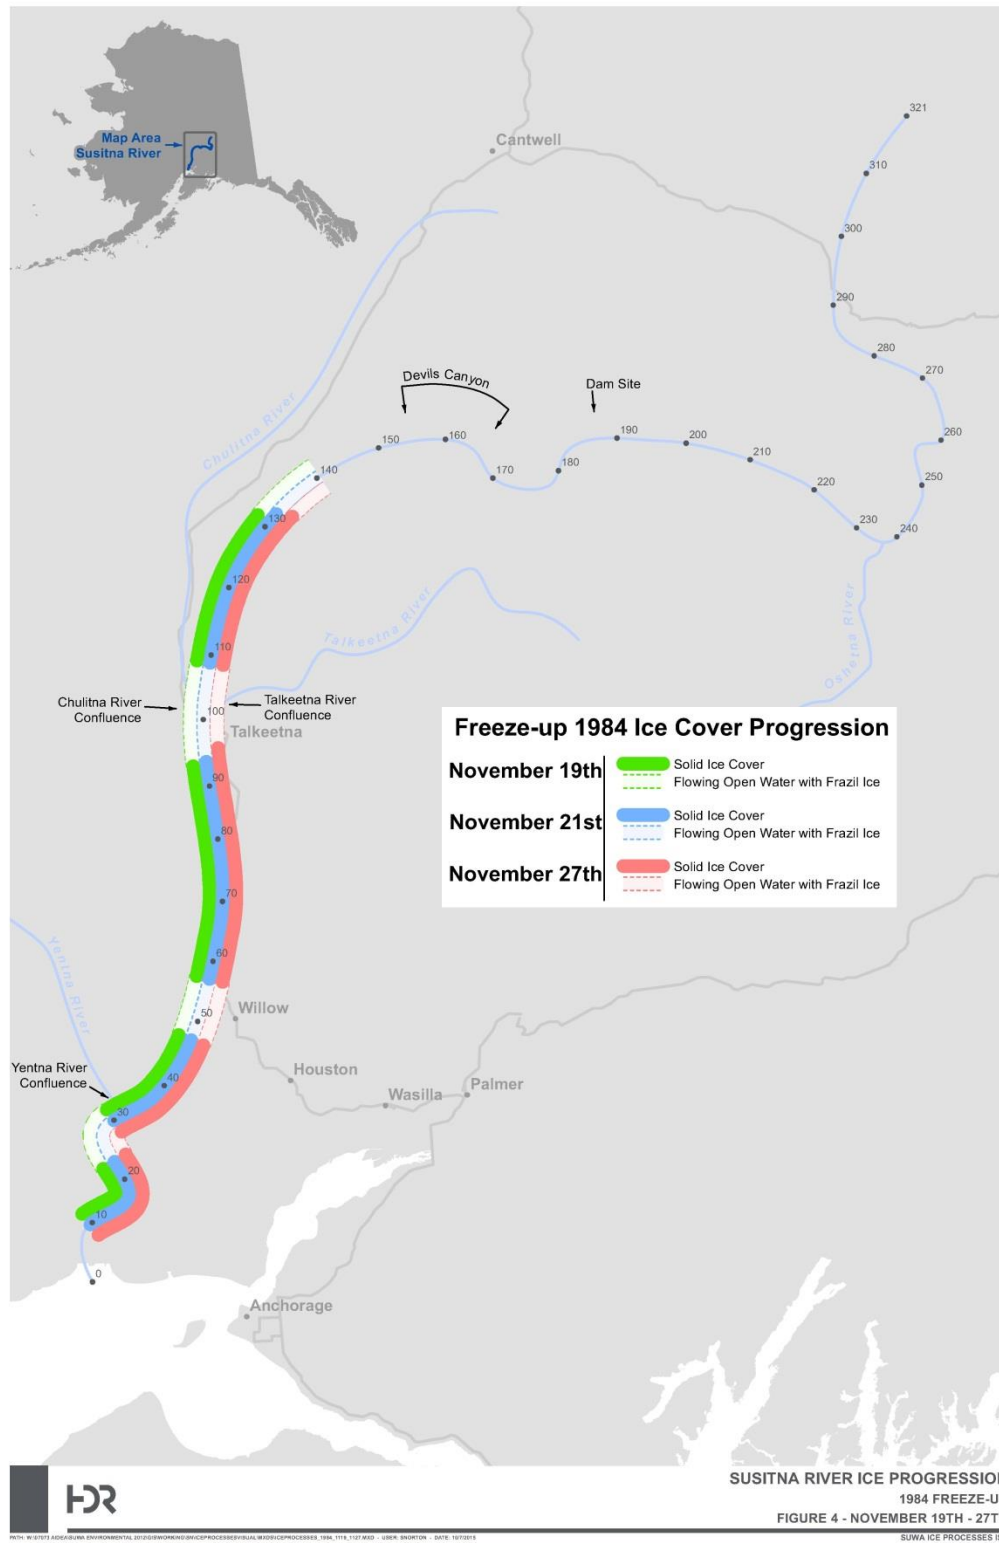 Map Area
Susitna River
Cantwell
321
310
300
290
280
270
260
250
240
230
220
210
200
190
180
170
160
150
140
130
120
110
100
90
80
70
60
50
40
30
20
10
0
Devils Canyon
Dam Site
Chulitna River
Talkeetna River
Oshetna River
Chulitna River
Confluence
Talkeetna River
Confluence
Talkeetna
Freeze-up 1984 Ice Cover Progression
November 19th
Solid Ice Cover
Flowing Open Water with Frazil Ice
November 21st
Solid Ice Cover
Flowing Open Water with Frazil Ice
November 27th
Solid Ice Cover
Flowing Open Water with Frazil Ice
Yentna River
Willow
Yentna River
Confluence
Houston
Wasilla
Palmer
Anchorage
HDR
SUSITNA RIVER ICE PROGRESSION
1984 FREEZE-U
FIGURE 4 - NOVEMBER 19TH - 27T
SUWA ICE PROCESSES